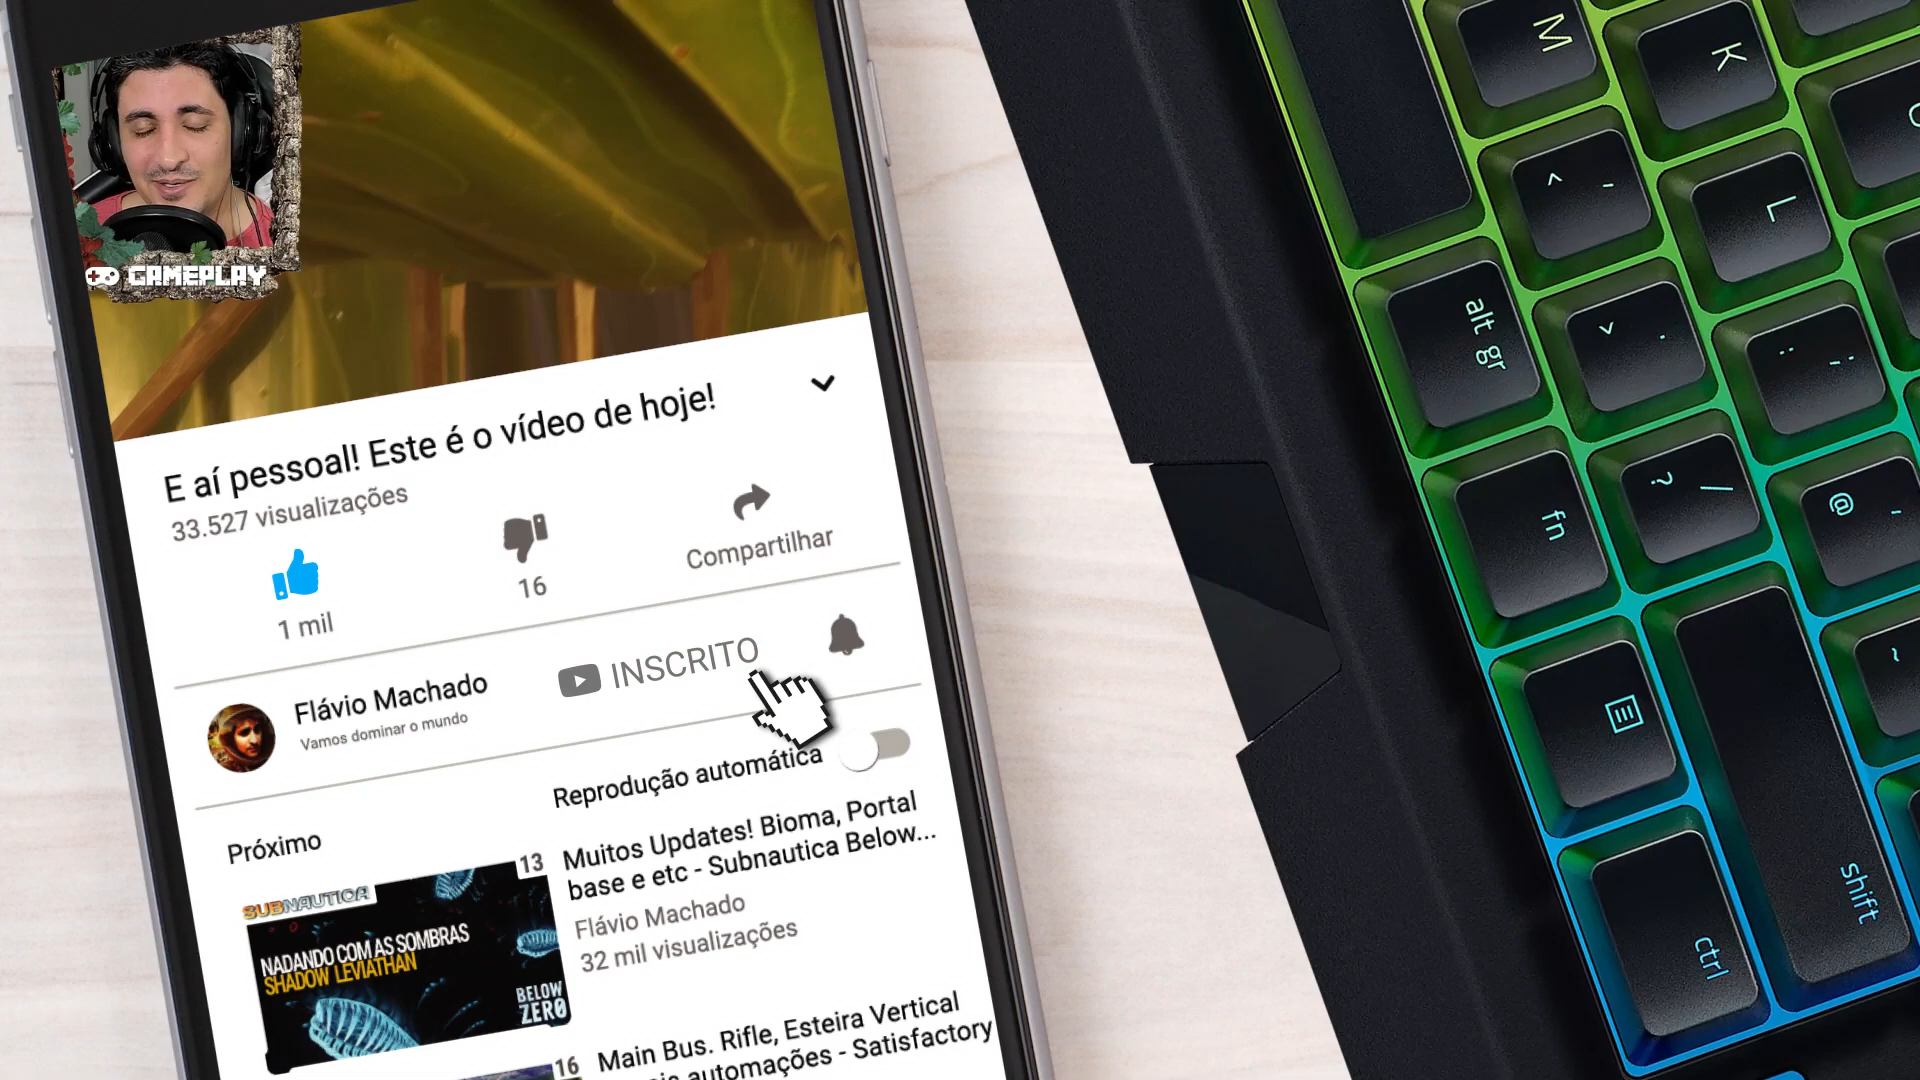 GAMEPLAY
E aí pessoal! Este é o vídeo de hoje!
33.527 visualizações
1 mil
16
Compartilhar
Flávio Machado
Vamos dominar o mundo
INSCRITO
Reprodução automática
Próximo
13
SUBNAUTICA
NADANDO COM AS SOMBRAS
SHADOW LEVIATHAN
BELOW
ZERO
Muitos Updates! Bioma, Portal
base e etc - Subnautica Below...
Flávio Machado
32 mil visualizações
16
Main Bus. Rifle, Esteira Vertical
automações - Satisfactory
M
K
L
alt gr
fn
?
/
@
shift
ctrl